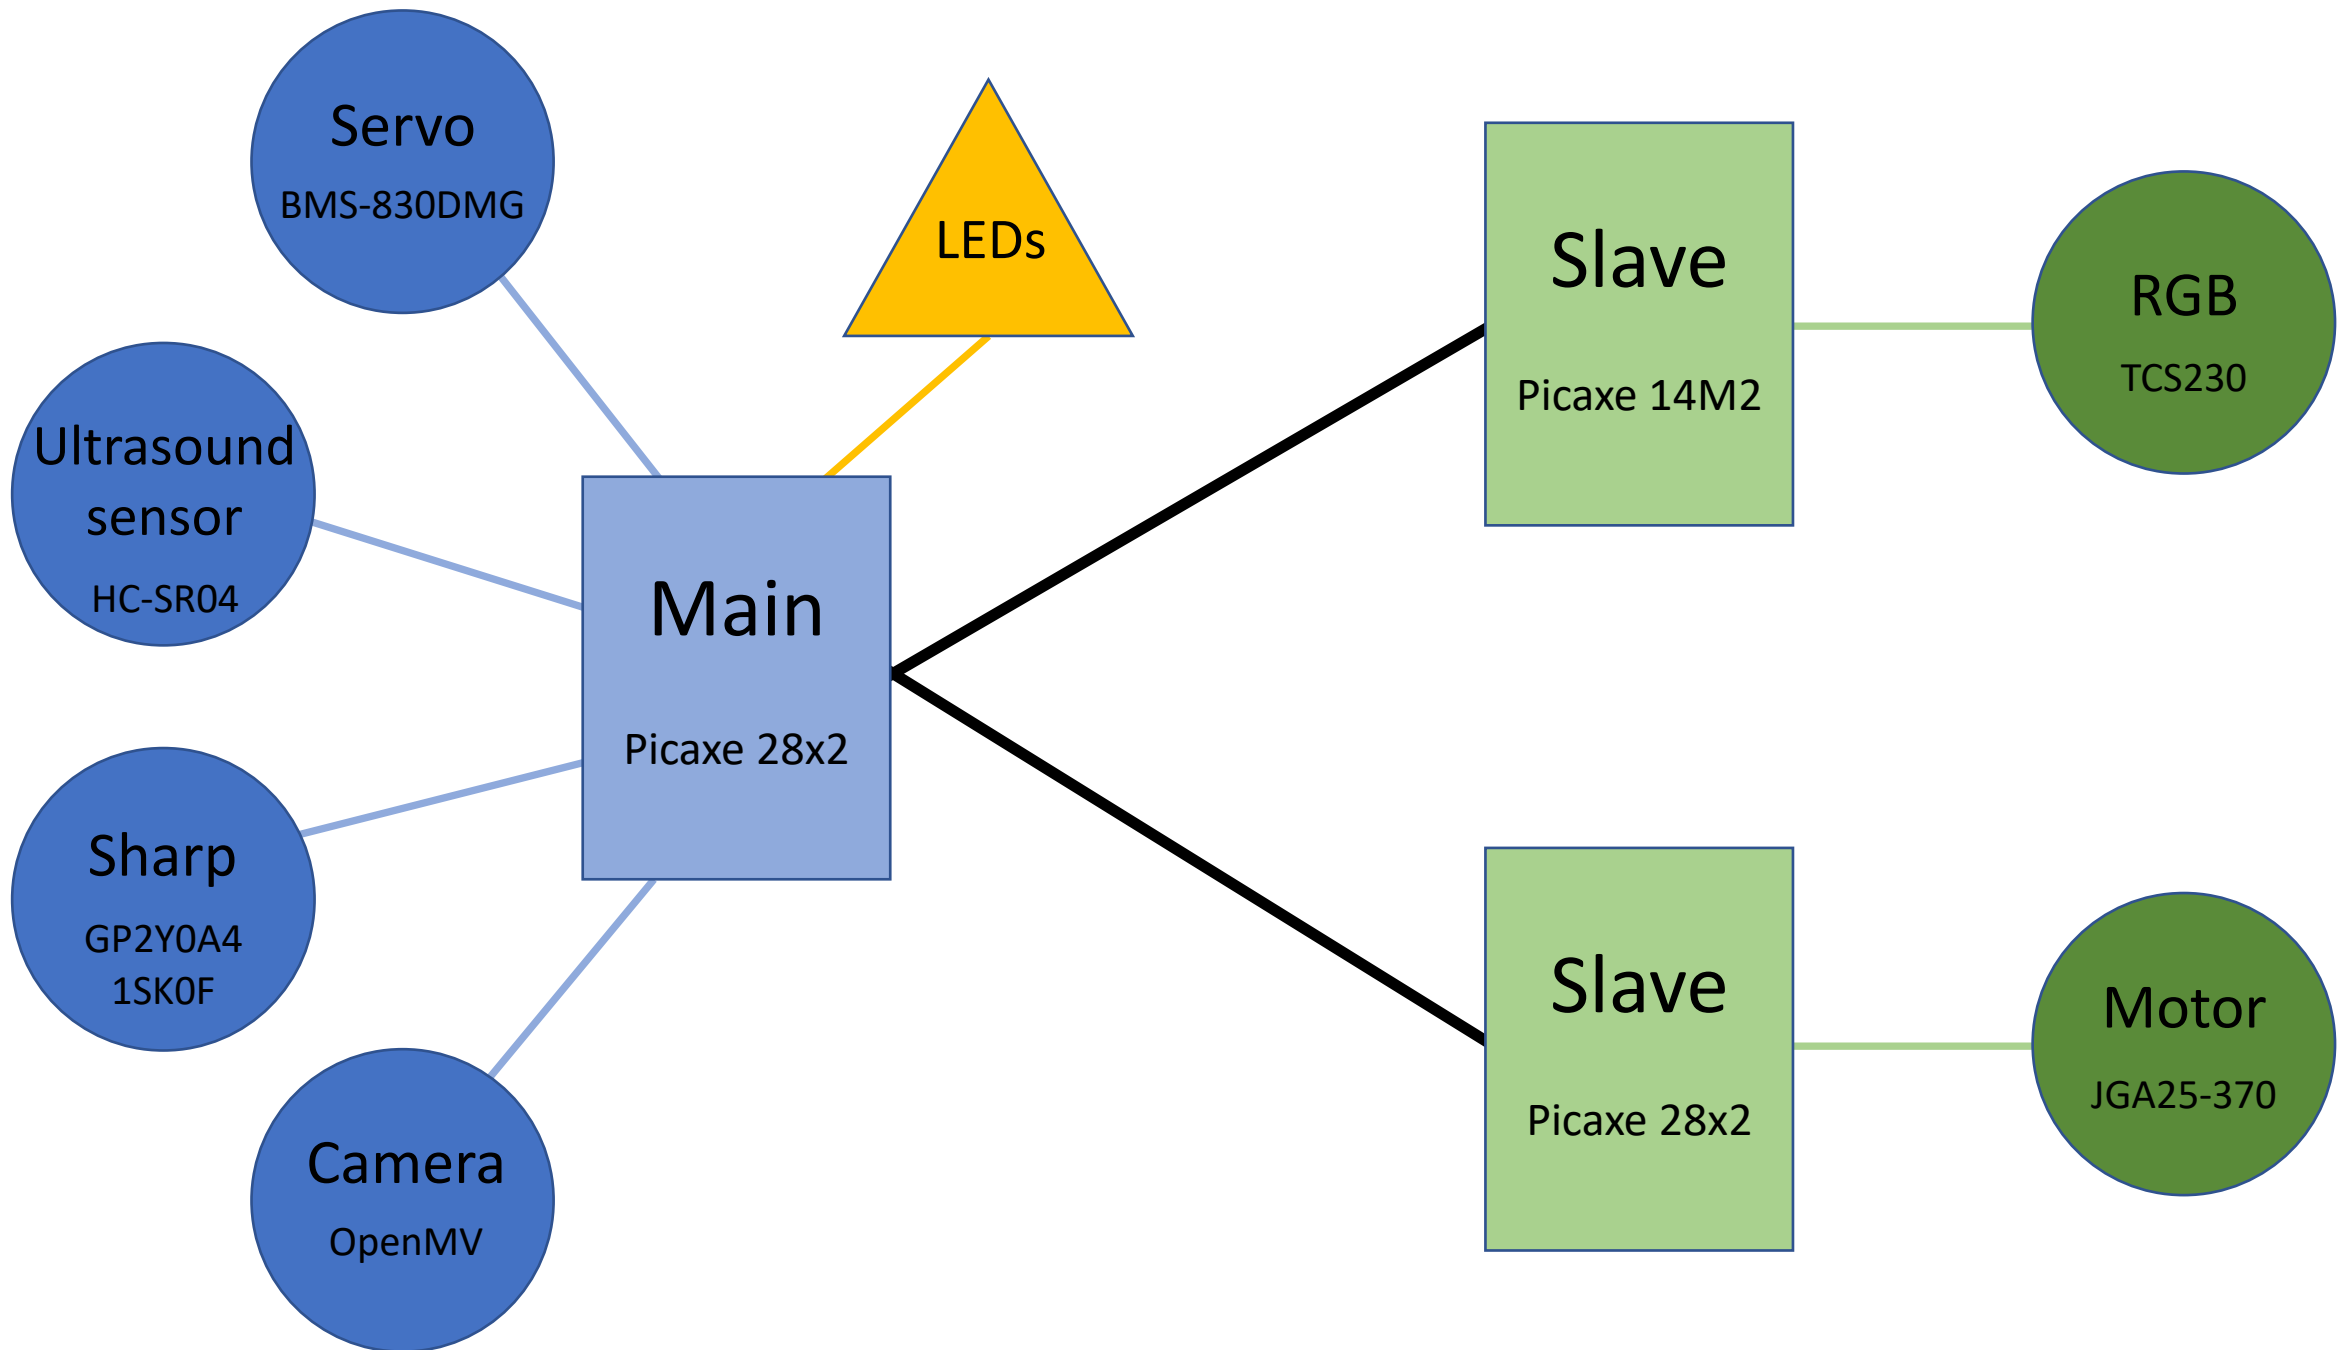 Servo
BMS-830DMG
LEDs
Ultrasound
sensor
HC-SR04
Main
Picaxe 28x2
Sharp
GP2Y0A4
1SK0F
Camera
OpenMV
Slave
Picaxe 14M2
RGB
TCS230
Slave
Picaxe 28x2
Motor
JGA25-370